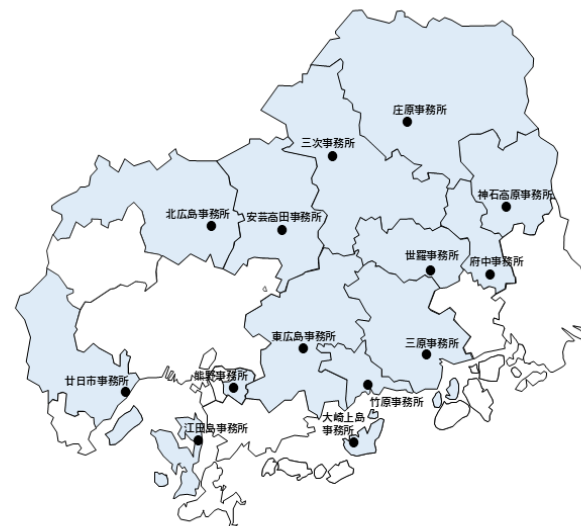 庄原事務所
三次事務所
神石高原事務所
北広島事務所
安芸高田事務所
世羅事務所
府中事務所
東広島事務所
三原事務所
廿日市事務所
熊野事務所
竹原事務所
大崎上島
事務所
江田島事務所